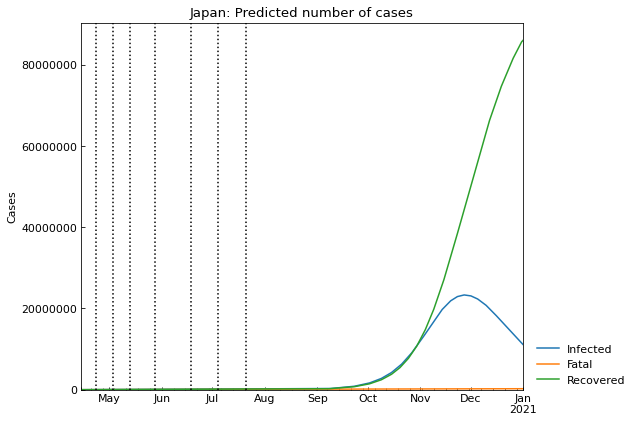 Japan: Predicted number of cases
Cases
80000000
60000000
40000000
20000000
0
May Jun Jul Aug Sep Oct Nov Dec Jan
2021
Infected
Fatal
Recovered